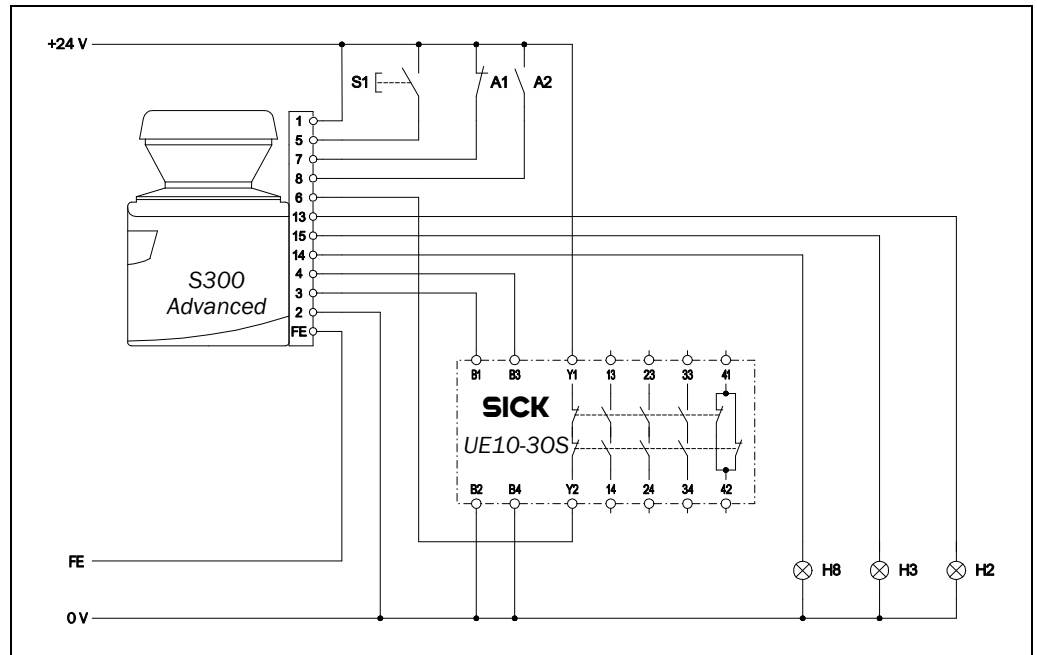 +24 V
S1 A1 A2
1
5
7
8
6
13
15
14
4
3
2
FE
S300
Advanced
B1 B3 Y1 13 23 33 41
SICK
UE10-30S
B2 B4 Y2 14 24 34 42
FE
H8 H3 H2
0 V